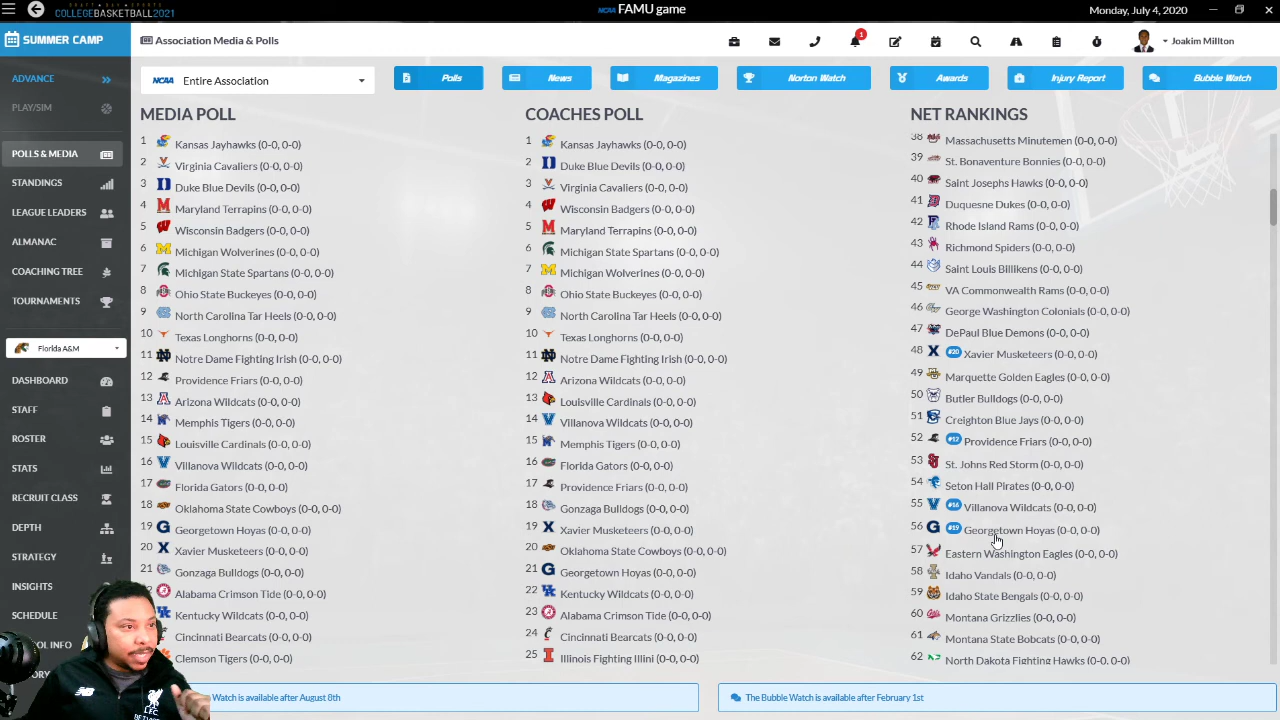 DRAFT DAY SPORTS
COLLEGEBASKETBALL2021
NCAA FAMU game
Monday, July 4, 2020
SUMMER CAMP
Association Media & Polls
1
Joakim Millton
ADVANCE
PLAY/SIM
POLLS & MEDIA
STANDINGS
LEAGUE LEADERS
ALMANAC
COACHING TREE
TOURNAMENTS
Florida A&M
DASHBOARD
STAFF
ROSTER
STATS
RECRUIT CLASS
DEPTH
STRATEGY
INSIGHTS
SCHEDULE
OL INFO
ORY
NCAA Entire Association
Polls
News
Magazines
Norton Watch
Awards
Injury Report
Bubble Watch
MEDIA POLL
1 Kansas Jayhawks (0-0, 0-0)
2 Virginia Cavaliers (0-0, 0-0)
3 Duke Blue Devils (0-0, 0-0)
4 Maryland Terrapins (0-0, 0-0)
5 Wisconsin Badgers (0-0, 0-0)
6 Michigan Wolverines (0-0, 0-0)
7 Michigan State Spartans (0-0, 0-0)
8 Ohio State Buckeyes (0-0, 0-0)
9 North Carolina Tar Heels (0-0, 0-0)
10 Texas Longhorns (0-0, 0-0)
11 Notre Dame Fighting Irish (0-0, 0-0)
12 Providence Friars (0-0, 0-0)
13 Arizona Wildcats (0-0, 0-0)
14 Memphis Tigers (0-0, 0-0)
15 Louisville Cardinals (0-0, 0-0)
16 Villanova Wildcats (0-0, 0-0)
17 Florida Gators (0-0, 0-0)
18 Oklahoma State Cowboys (0-0, 0-0)
19 Georgetown Hoyas (0-0, 0-0)
20 Xavier Musketeers (0-0, 0-0)
21 Gonzaga Bulldogs (0-0, 0-0)
2 Alabama Crimson Tide (0-0, 0-0)
Kentucky Wildcats (0-0, 0-0)
Cincinnati Bearcats (0-0, 0-0)
Clemson Tigers (0-0, 0-0)
COACHES POLL
1 Kansas Jayhawks (0-0, 0-0)
2 Duke Blue Devils (0-0, 0-0)
3 Virginia Cavaliers (0-0, 0-0)
4 Wisconsin Badgers (0-0, 0-0)
5 Maryland Terrapins (0-0, 0-0)
6 Michigan State Spartans (0-0, 0-0)
7 Michigan Wolverines (0-0, 0-0)
8 Ohio State Buckeyes (0-0, 0-0)
9 North Carolina Tar Heels (0-0, 0-0)
10 Texas Longhorns (0-0, 0-0)
11 Notre Dame Fighting Irish (0-0, 0-0)
12 Arizona Wildcats (0-0, 0-0)
13 Louisville Cardinals (0-0, 0-0)
14 Villanova Wildcats (0-0, 0-0)
15 Memphis Tigers (0-0, 0-0)
16 Florida Gators (0-0, 0-0)
17 Providence Friars (0-0, 0-0)
18 Gonzaga Bulldogs (0-0, 0-0)
19 Xavier Musketeers (0-0, 0-0)
20 Oklahoma State Cowboys (0-0, 0-0)
21 Georgetown Hoyas (0-0, 0-0)
22 Kentucky Wildcats (0-0, 0-0)
23 Alabama Crimson Tide (0-0, 0-0)
24 Cincinnati Bearcats (0-0, 0-0)
25 Illinois Fighting Illini (0-0, 0-0)
NET RANKINGS
38 Massachusetts Minutemen (0-0, 0-0)
39 St. Bonaventure Bonnies (0-0, 0-0)
40 Saint Josephs Hawks (0-0, 0-0)
41 Duquesne Dukes (0-0, 0-0)
42 Rhode Island Rams (0-0, 0-0)
43 Richmond Spiders (0-0, 0-0)
44 Saint Louis Billikens (0-0, 0-0)
45 VA Commonwealth Rams (0-0, 0-0)
46 George Washington Colonials (0-0, 0-0)
47 DePaul Blue Demons (0-0, 0-0)
48 #20 Xavier Musketeers (0-0, 0-0)
49 Marquette Golden Eagles (0-0, 0-0)
50 Butler Bulldogs (0-0, 0-0)
51 Creighton Blue Jays (0-0, 0-0)
52 #12 Providence Friars (0-0, 0-0)
53 St. Johns Red Storm (0-0, 0-0)
54 Seton Hall Pirates (0-0, 0-0)
55 #16 Villanova Wildcats (0-0, 0-0)
56 #19 Georgetown Hoyas (0-0, 0-0)
57 Eastern Washington Eagles (0-0, 0-0)
58 Idaho Vandals (0-0, 0-0)
59 Idaho State Bengals (0-0, 0-0)
60 Montana Grizzlies (0-0, 0-0)
61 Montana State Bobcats (0-0, 0-0)
62 North Dakota Fighting Hawks (0-0, 0-0)
Watch is available after August 8th
The Bubble Watch is available after February 1st